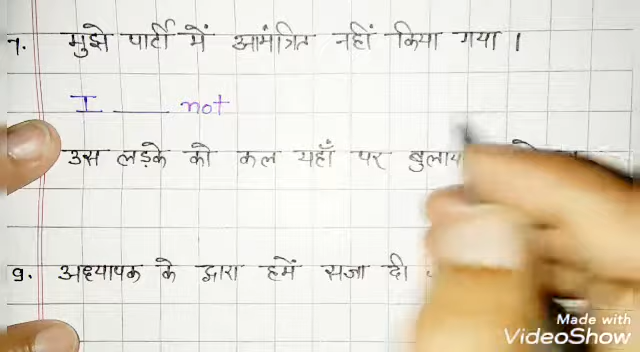 7. मुझे पार्टी में आमंत्रित नहीं किया गया ।
I ___ not
उस लड़के को कल यहाँ पर
9. अध्यापक के द्वारा हमें सजा दी
Made with
VideoShow